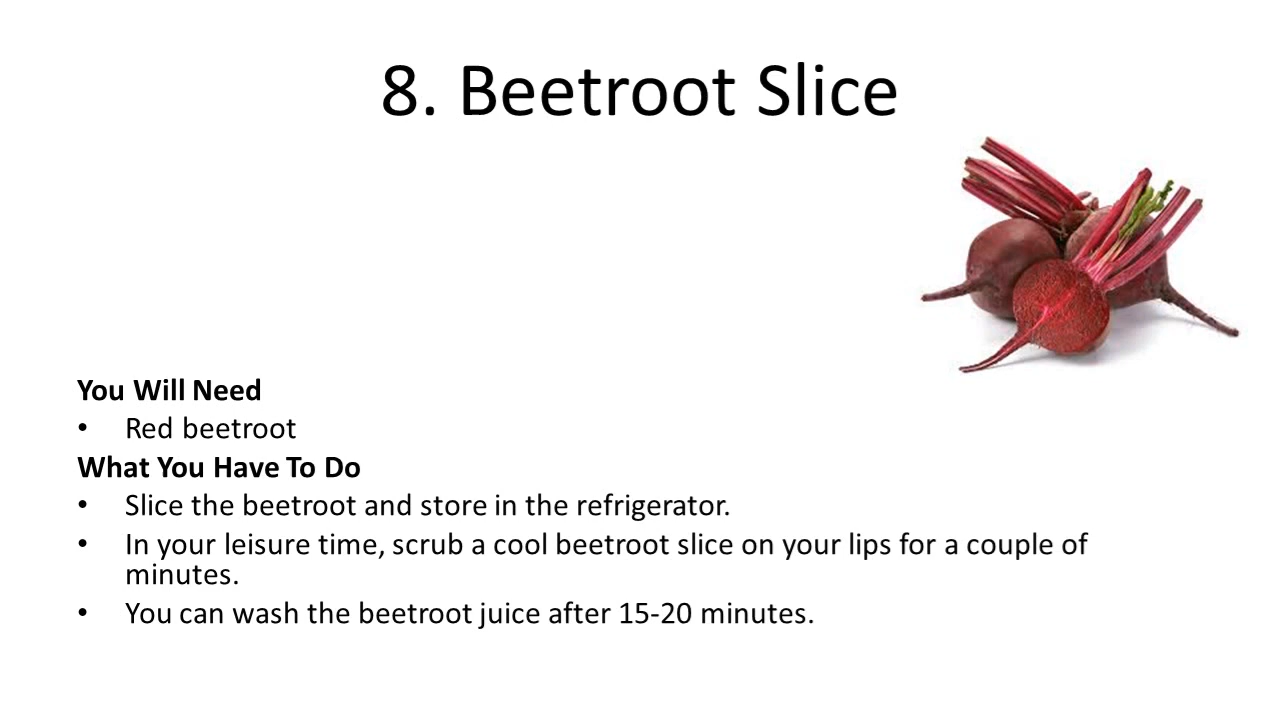 8. Beetroot Slice
You Will Need
• Red beetroot
What You Have To Do
• Slice the beetroot and store in the refrigerator.
• In your leisure time, scrub a cool beetroot slice on your lips for a couple of
minutes.
• You can wash the beetroot juice after 15-20 minutes.